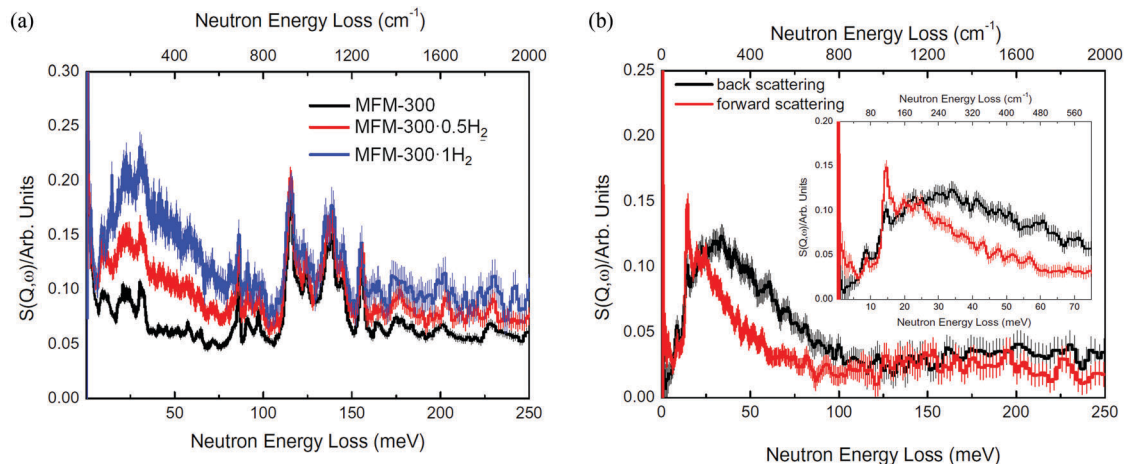 (a)
Neutron Energy Loss (cm⁻¹)
400 800 1200 1600 2000
0.30
0.25
0.20
0.15
0.10
0.05
0.00
S(Q,ω)/Arb. Units
MFM-300
MFM-300·0.5H₂
MFM-300·1H₂
50 100 150 200 250
Neutron Energy Loss (meV)
(b)
Neutron Energy Loss (cm⁻¹)
0 400 800 1200 1600 2000
0.25
0.20
0.15
0.10
0.05
0.00
S(Q,ω)/Arb. Units
back scattering
forward scattering
Neutron Energy Loss (cm⁻¹)
80 160 240 320 400 480 560
0.20
0.15
0.10
0.05
0.00
S(Q,ω)/Arb. Units
10 20 30 40 50 60 70
Neutron Energy Loss (meV)
0 50 100 150 200 250
Neutron Energy Loss (meV)